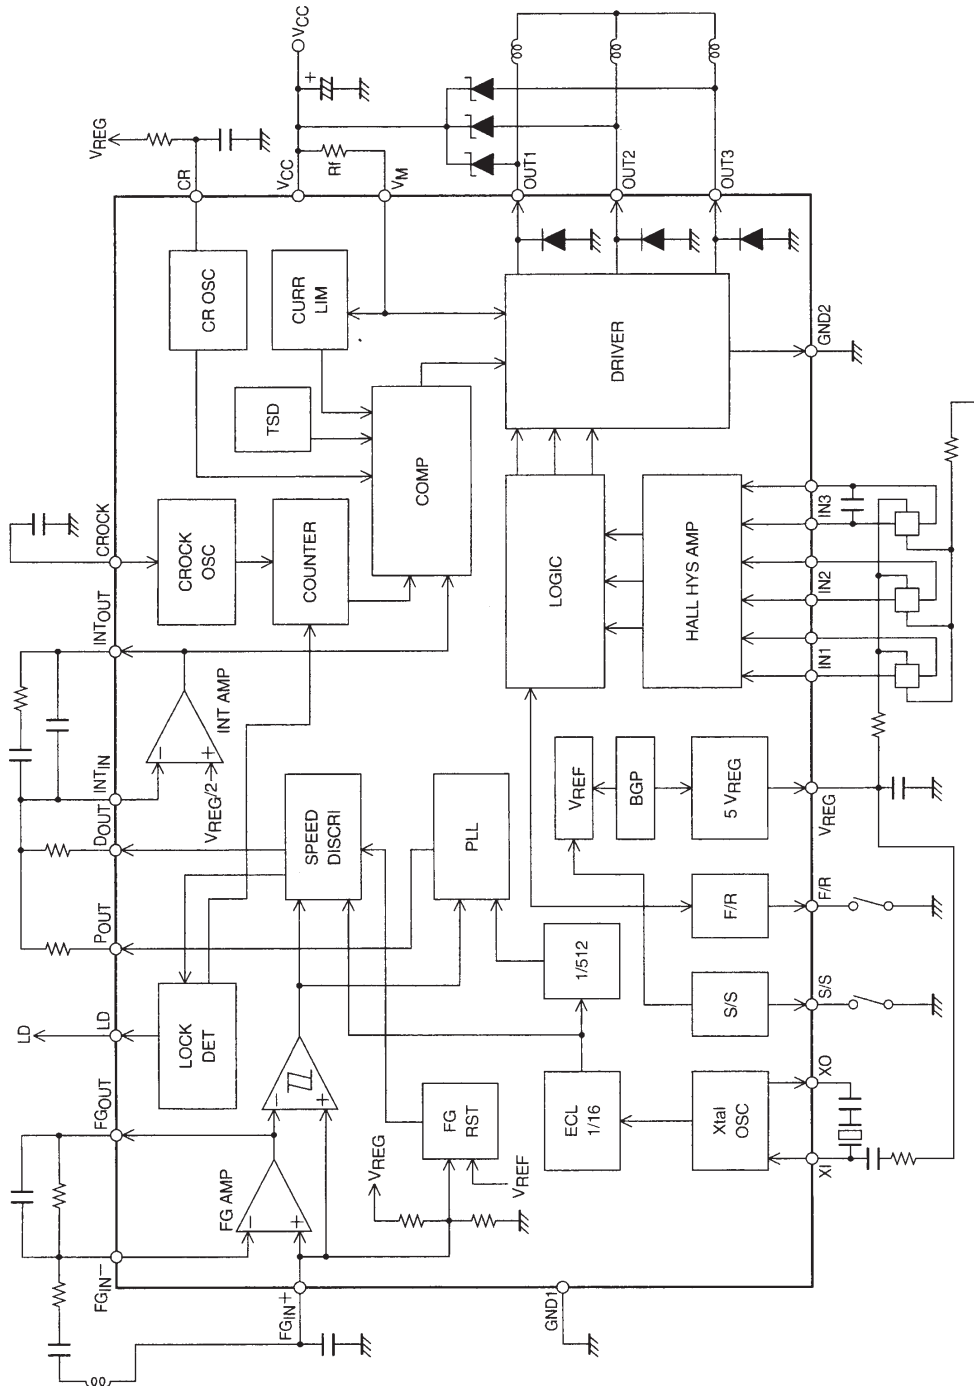 VREG
VCC
+
CR
VCC
Rf
VM
OUT1
OUT2
OUT3
CR OSC
CURR
LIM
TSD
COMP
DRIVER
GND2
CROCK
CROCK
OSC
COUNTER
LOGIC
HALL HYS AMP
IN3
IN2
IN1
INTOUT
INT AMP
−
+
VREG/2
INTIN
DOUT
POUT
SPEED
DISCRI
PLL
VREF
BGP
5 VREG
VREG
F/R
F/R
S/S
S/S
1/512
LD
LD
LOCK
DET
FGOUT
−
+
FG
RST
ECL
1/16
Xtal
OSC
XO
XI
FG AMP
−
+
VREG
VREF
FGIN−
FGIN+
GND1